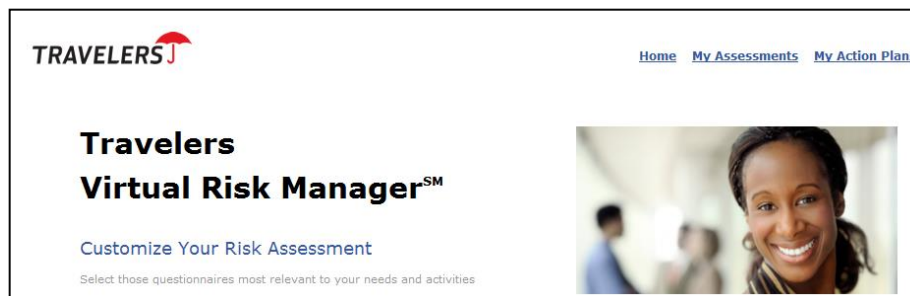 TRAVELERS
Home My Assessments My Action Plan
Travelers
Virtual Risk Manager℠
Customize Your Risk Assessment
Select those questionnaires most relevant to your needs and activities